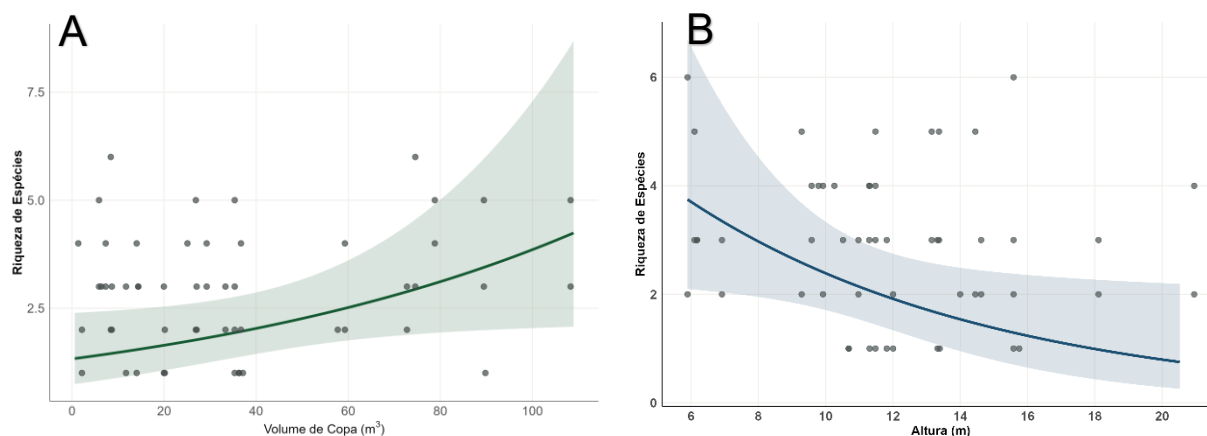 A
Riqueza de Espécies
7.5
5.0
2.5
0 20 40 60 80 100
Volume de Copa (m³)
B
Riqueza de Espécies
6
4
2
0
6 8 10 12 14 16 18 20
Altura (m)